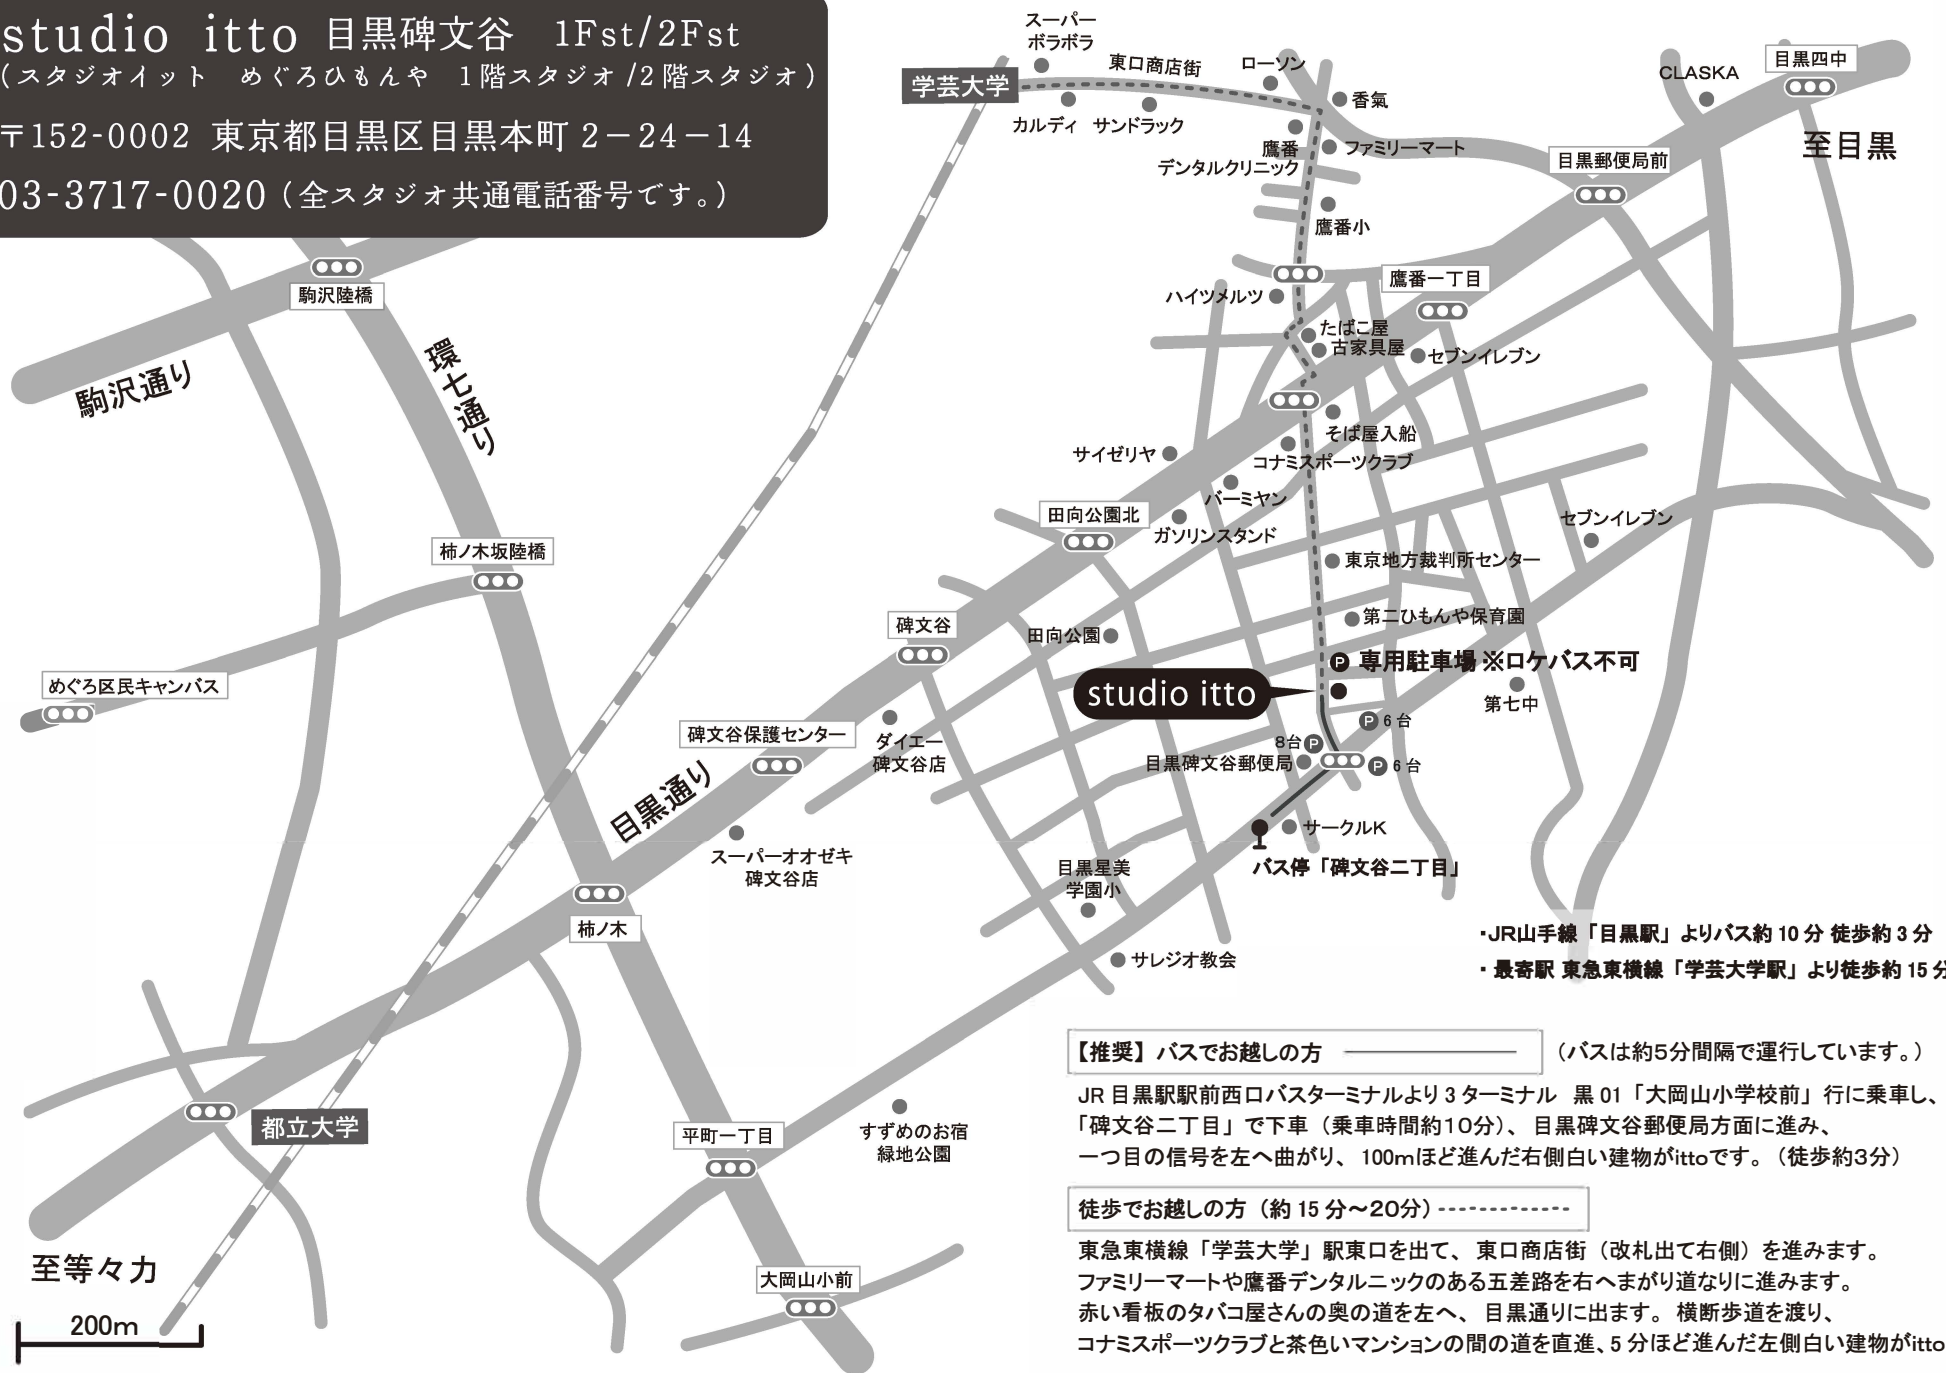 studio itto 目黒碑文谷 1Fst/2Fst
(スタジオイット めぐろひもんや 1階スタジオ/2階スタジオ)
〒152-0002 東京都目黒区目黒本町2－24－14
03-3717-0020(全スタジオ共通電話番号です。)
スーパー
ボラボラ
東口商店街
ローソン
学芸大学
カルディ
サンドラック
香氣
鷹番
デンタルクリニック
ファミリーマート
CLASKA
目黒四中
至目黒
目黒郵便局前
鷹番小
駒沢陸橋
ハイツメルツ
鷹番一丁目
たばこ屋
古家具屋
セブンイレブン
駒沢通り
環七通り
そば屋入船
サイゼリヤ
コナミスポーツクラブ
バーミヤン
田向公園北
ガソリンスタンド
セブンイレブン
柿ノ木坂陸橋
東京地方裁判所センター
碑文谷
田向公園
第二ひもんや保育園
P 専用駐車場 ※ロケバス不可
めぐろ区民キャンバス
studio itto
第七中
P 6台
碑文谷保護センター
ダイエー
碑文谷店
8台 P
目黒碑文谷郵便局
P 6台
目黒通り
スーパーオオゼキ
碑文谷店
サークルK
バス停「碑文谷二丁目」
目黒星美
学園小
柿ノ木
サレジオ教会
・JR山手線「目黒駅」よりバス約10分 徒歩約3分
・最寄駅 東急東横線「学芸大学駅」より徒歩約15分
都立大学
平町一丁目
すずめのお宿
緑地公園
大岡山小前
至等々力
200m
【推奨】バスでお越しの方 (バスは約5分間隔で運行しています。)
JR目黒駅駅前西口バスターミナルより3ターミナル 黒01「大岡山小学校前」行に乗車し、
「碑文谷二丁目」で下車(乗車時間約10分)、目黒碑文谷郵便局方面に進み、
一つ目の信号を左へ曲がり、100mほど進んだ右側白い建物がittoです。(徒歩約3分)
徒歩でお越しの方(約15分～20分)
東急東横線「学芸大学」駅東口を出て、東口商店街(改札出て右側)を進みます。
ファミリーマートや鷹番デンタルニックのある五差路を右へまがり道なりに進みます。
赤い看板のタバコ屋さんの奥の道を左へ、目黒通りに出ます。横断歩道を渡り、
コナミスポーツクラブと茶色いマンションの間の道を直進、5分ほど進んだ左側白い建物がitto